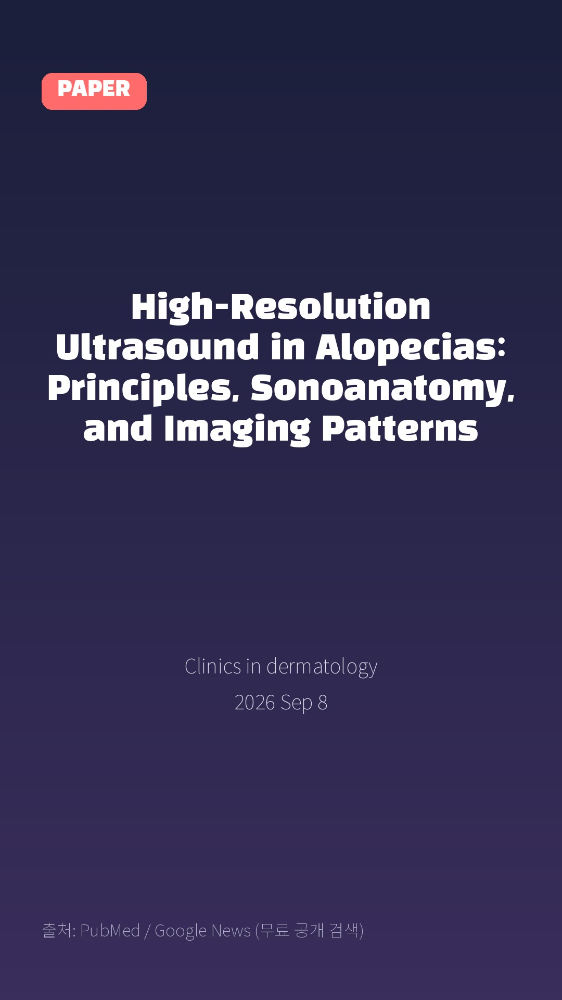 PAPER
High-Resolution
Ultrasound in Alopecias:
Principles, Sonoanatomy,
and Imaging Patterns
Clinics in dermatology
2026 Sep 8
출처: PubMed / Google News (무료 공개 검색)